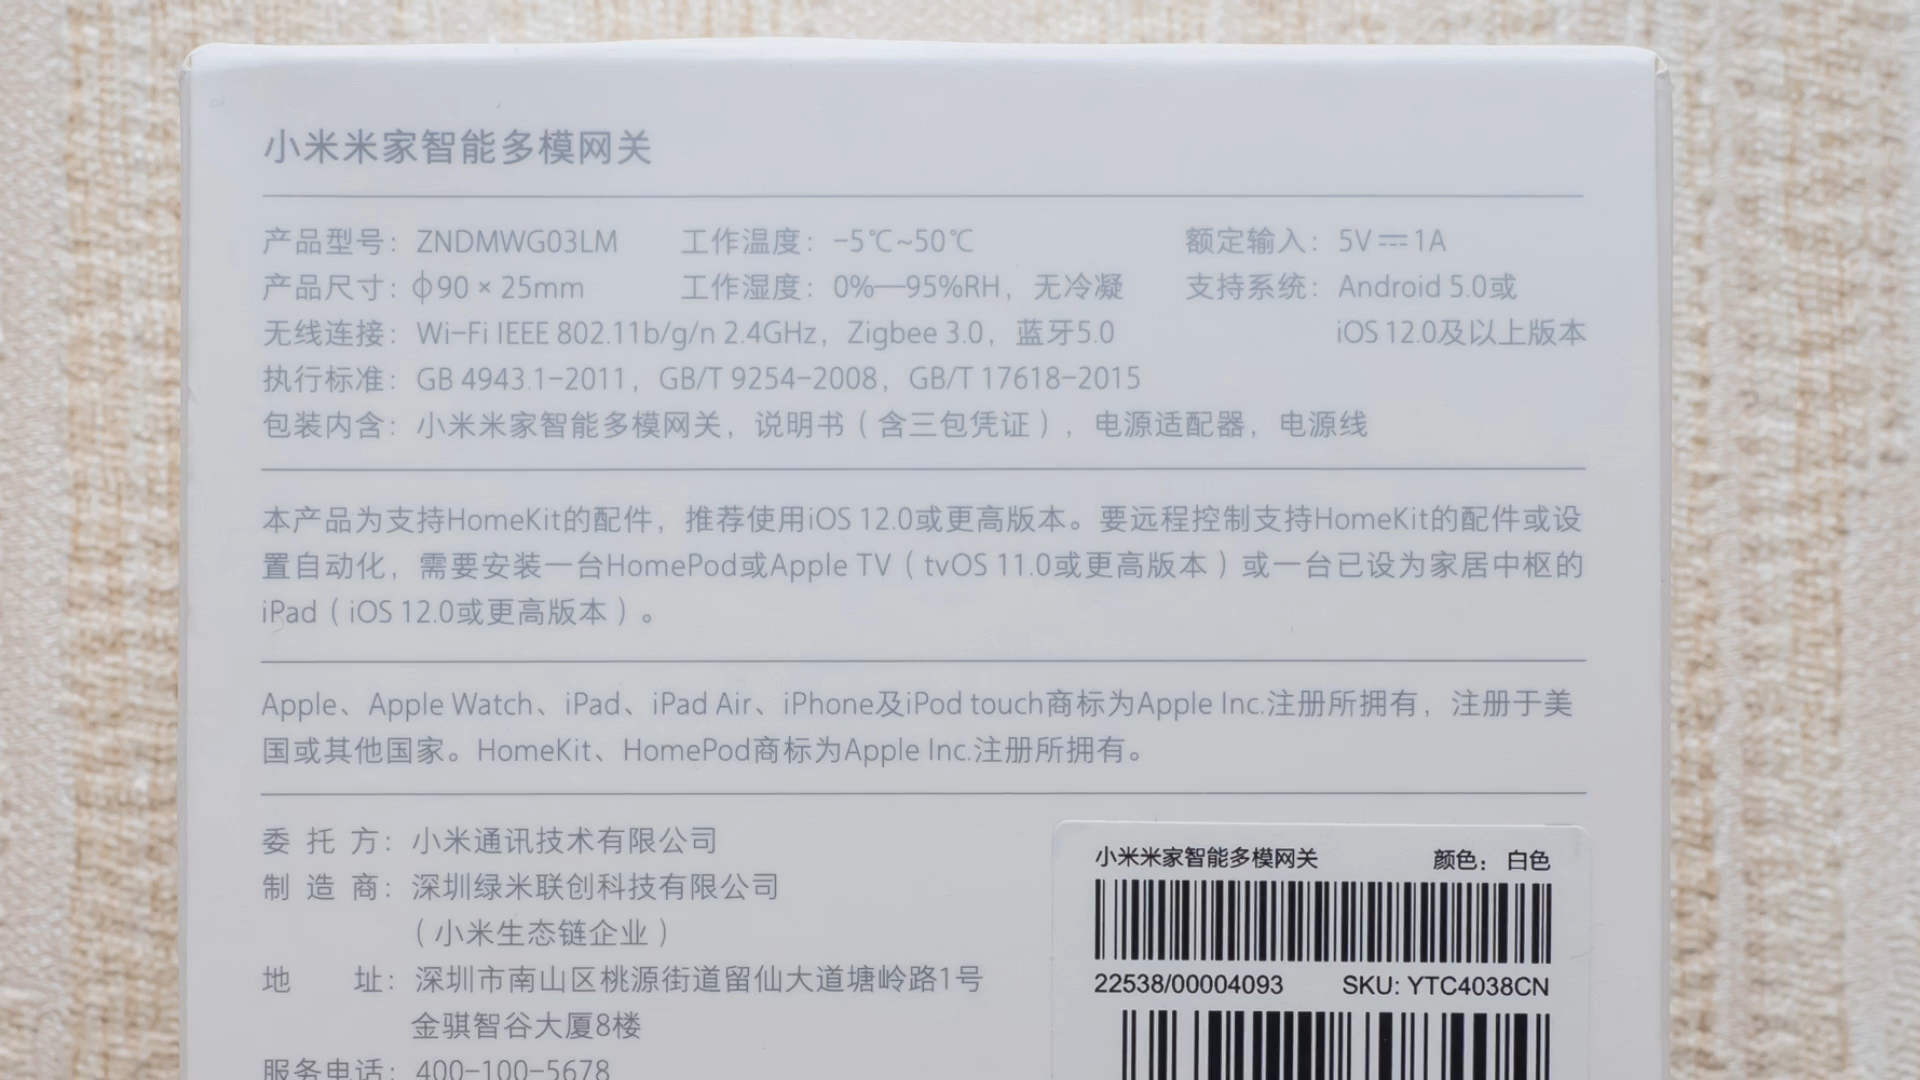 小米米家智能多模网关
产品型号：ZNDMWG03LM 工作温度：-5℃~50℃ 额定输入：5V⎓1A
产品尺寸：ф90 × 25mm 工作湿度：0%—95%RH，无冷凝 支持系统：Android 5.0或
无线连接：Wi-Fi IEEE 802.11b/g/n 2.4GHz，Zigbee 3.0，蓝牙5.0 iOS 12.0及以上版本
执行标准：GB 4943.1-2011，GB/T 9254-2008，GB/T 17618-2015
包装内含：小米米家智能多模网关，说明书（含三包凭证），电源适配器，电源线
本产品为支持HomeKit的配件，推荐使用iOS 12.0或更高版本。要远程控制支持HomeKit的配件或设
置自动化，需要安装一台HomePod或Apple TV（tvOS 11.0或更高版本）或一台已设为家居中枢的
iPad（iOS 12.0或更高版本）。
Apple、Apple Watch、iPad、iPad Air、iPhone及iPod touch商标为Apple Inc.注册所拥有，注册于美
国或其他国家。HomeKit、HomePod商标为Apple Inc.注册所拥有。
委托方：小米通讯技术有限公司
制造商：深圳绿米联创科技有限公司
（小米生态链企业）
地址：深圳市南山区桃源街道留仙大道塘岭路1号
金骐智谷大厦8楼
服务电话：400-100-5678
小米米家智能多模网关 颜色：白色
22538/00004093 SKU: YTC4038CN